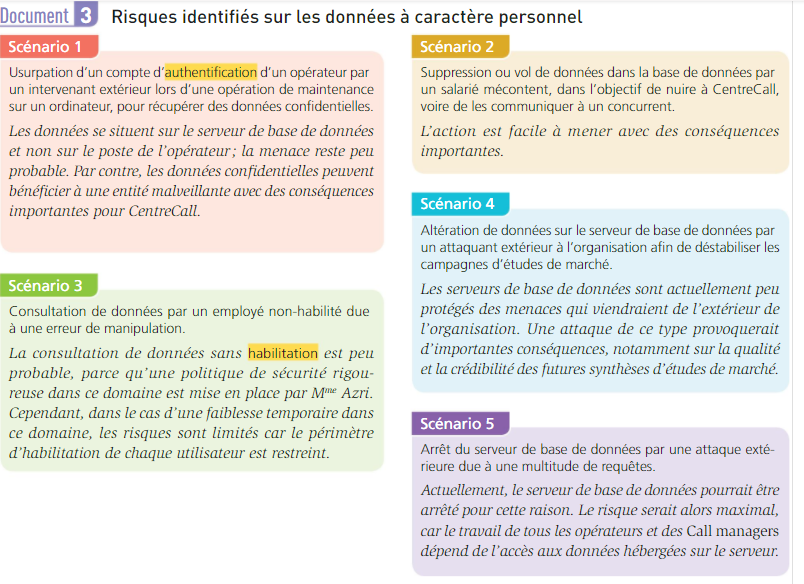 Document 3 Risques identifiés sur les données à caractère personnel
Scénario 1
Usurpation d'un compte d'authentification d'un opérateur par
un intervenant extérieur lors d'une opération de maintenance
sur un ordinateur, pour récupérer des données confidentielles.
Les données se situent sur le serveur de base de données
et non sur le poste de l'opérateur ; la menace reste peu
probable. Par contre, les données confidentielles peuvent
bénéficier à une entité malveillante avec des conséquences
importantes pour CentreCall.
Scénario 2
Suppression ou vol de données dans la base de données par
un salarié mécontent, dans l'objectif de nuire à CentreCall,
voire de les communiquer à un concurrent.
L'action est facile à mener avec des conséquences
importantes.
Scénario 3
Consultation de données par un employé non-habilité due
à une erreur de manipulation.
La consultation de données sans habilitation est peu
probable, parce qu'une politique de sécurité rigou-
reuse dans ce domaine est mise en place par Mme Azri.
Cependant, dans le cas d'une faiblesse temporaire dans
ce domaine, les risques sont limités car le périmètre
d'habilitation de chaque utilisateur est restreint.
Scénario 4
Altération de données sur le serveur de base de données par
un attaquant extérieur à l'organisation afin de déstabiliser les
campagnes d'études de marché.
Les serveurs de base de données sont actuellement peu
protégés des menaces qui viendraient de l'extérieur de
l'organisation. Une attaque de ce type provoquerait
d'importantes conséquences, notamment sur la qualité
et la crédibilité des futures synthèses d'études de marché.
Scénario 5
Arrêt du serveur de base de données par une attaque exté-
rieure due à une multitude de requêtes.
Actuellement, le serveur de base de données pourrait être
arrêté pour cette raison. Le risque serait alors maximal,
car le travail de tous les opérateurs et des Call managers
dépend de l'accès aux données hébergées sur le serveur.